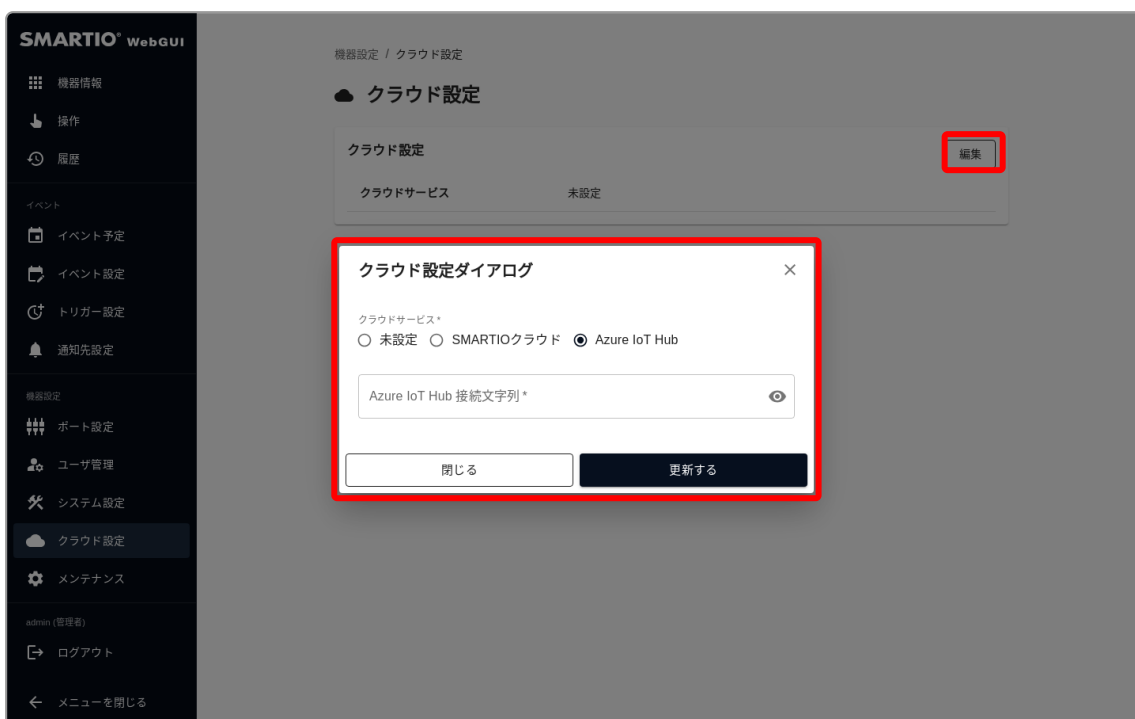 SMARTIO° WebGUI
機器情報
操作
履歴
イベント
イベント予定
イベント設定
トリガー設定
通知先設定
機器設定
ポート設定
ユーザ管理
システム設定
クラウド設定
メンテナンス
admin (管理者)
ログアウト
メニューを閉じる
機器設定 / クラウド設定
クラウド設定
クラウド設定
編集
クラウドサービス 未設定
クラウド設定ダイアログ
クラウドサービス*
未設定 SMARTIOクラウド Azure IoT Hub
Azure IoT Hub 接続文字列*
閉じる 更新する